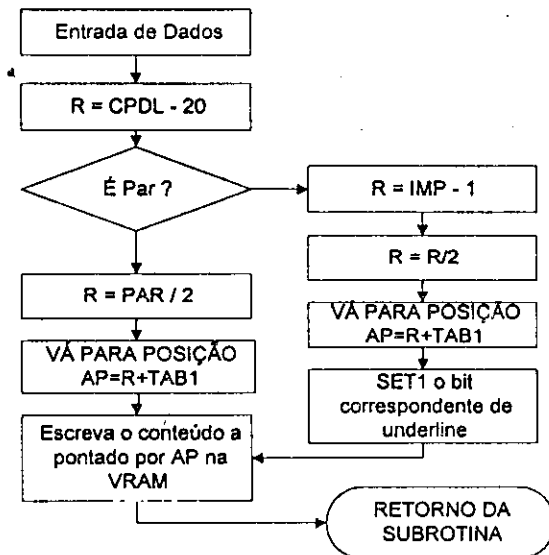 Entrada de Dados
R = CPDL - 20
É Par ?
R = IMP - 1
R = R/2
R = PAR / 2
VÁ PARA POSIÇÃO
AP=R+TAB1
VÁ PARA POSIÇÃO
AP=R+TAB1
SET1 o bit
correspondente de
underline
Escreva o conteúdo a
pontado por AP na
VRAM
RETORNO DA
SUBROTINA